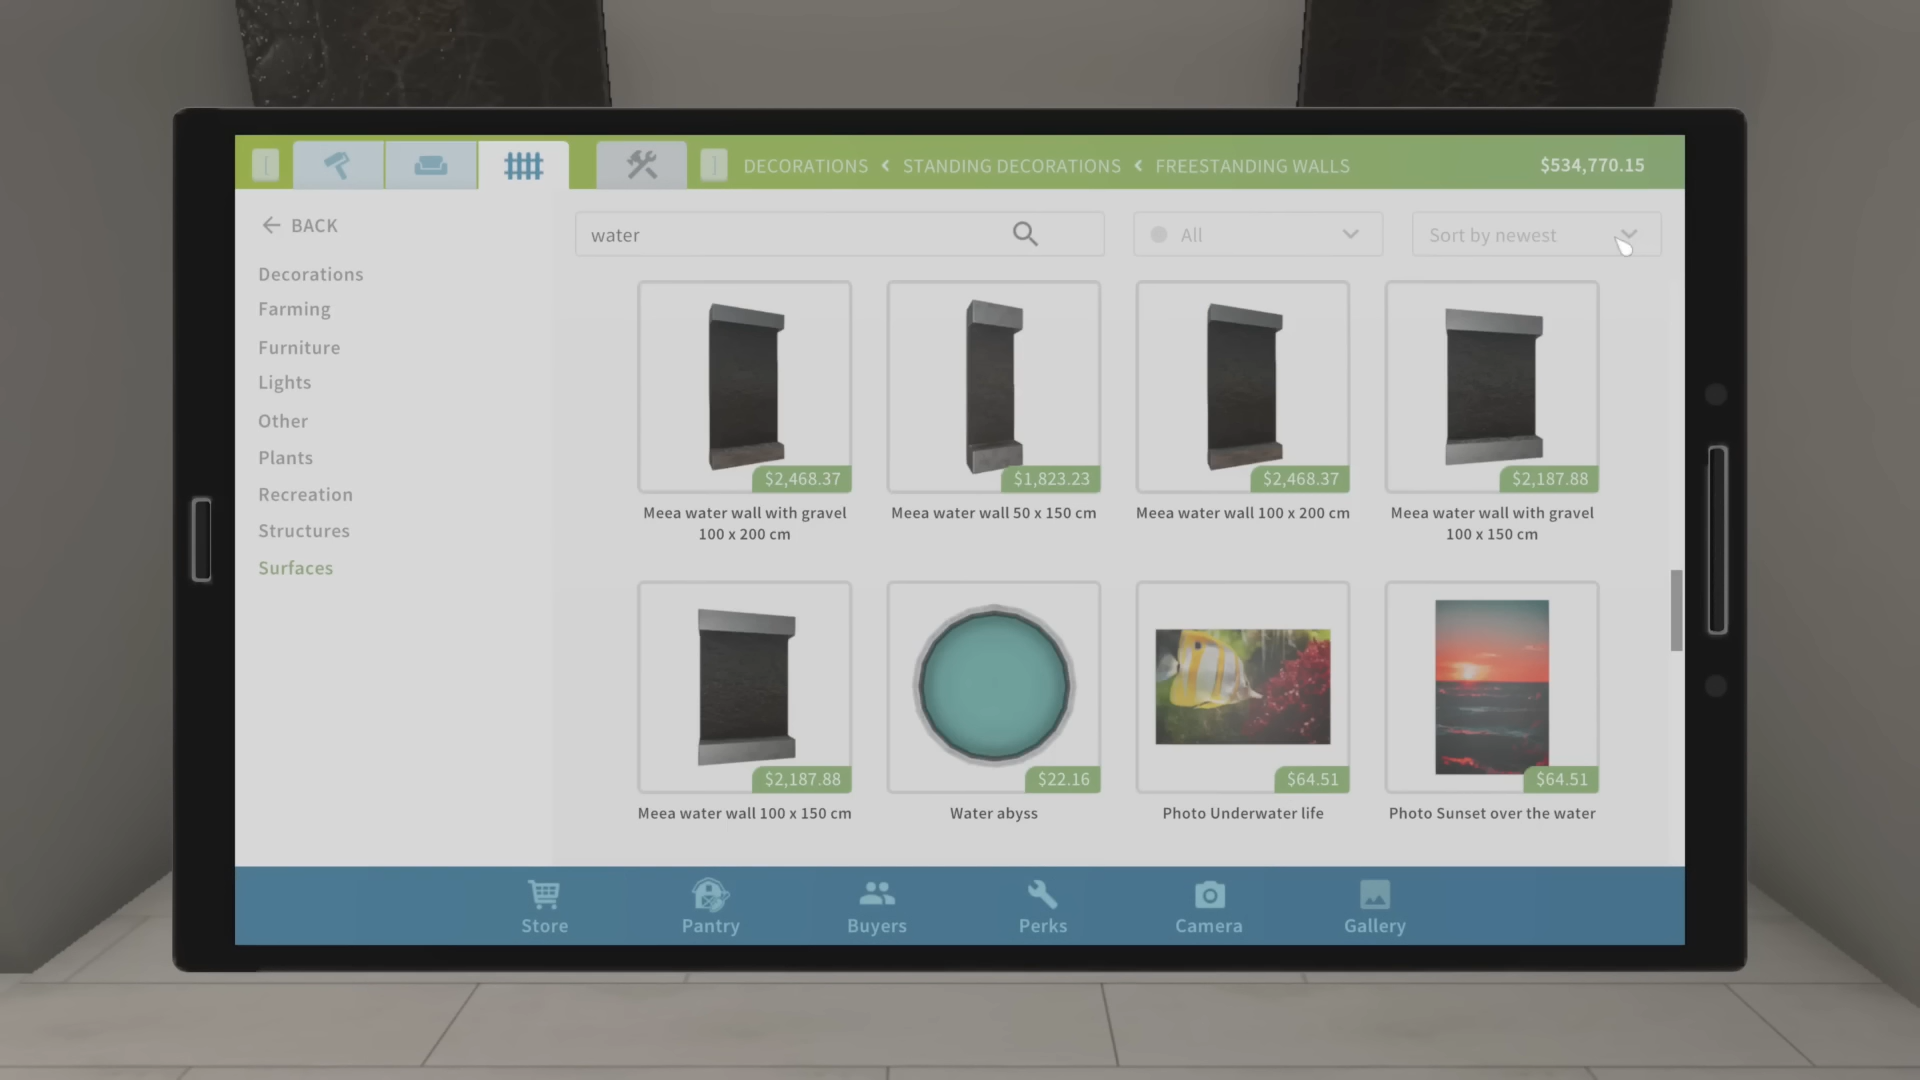 DECORATIONS < STANDING DECORATIONS < FREESTANDING WALLS
$534,770.15
BACK
Decorations
Farming
Furniture
Lights
Other
Plants
Recreation
Structures
Surfaces
water
All
Sort by newest
$2,468.37
Meea water wall with gravel
100 x 200 cm
$1,823.23
Meea water wall 50 x 150 cm
$2,468.37
Meea water wall 100 x 200 cm
$2,187.88
Meea water wall with gravel
100 x 150 cm
$2,187.88
Meea water wall 100 x 150 cm
$22.16
Water abyss
$64.51
Photo Underwater life
$64.51
Photo Sunset over the water
Store
Pantry
Buyers
Perks
Camera
Gallery